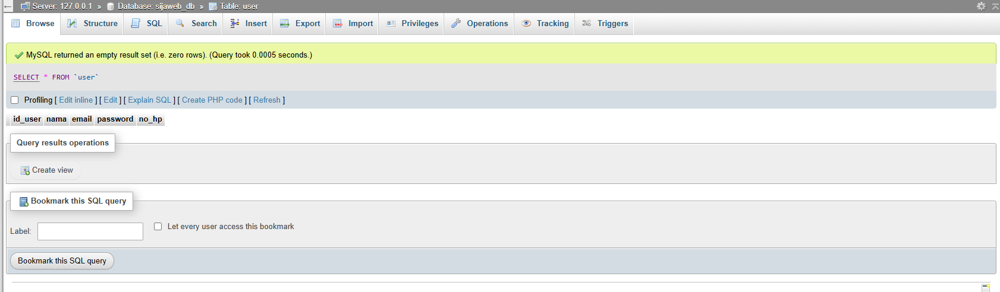 Server: 127.0.0.1 » Database: sijaweb_db » Table: user
Browse Structure SQL Search Insert Export Import Privileges Operations Tracking Triggers
MySQL returned an empty result set (i.e. zero rows). (Query took 0.0005 seconds.)
SELECT * FROM `user`
Profiling [ Edit inline ] [ Edit ] [ Explain SQL ] [ Create PHP code ] [ Refresh ]
id_user nama email password no_hp
Query results operations
Create view
Bookmark this SQL query
Label: Let every user access this bookmark
Bookmark this SQL query